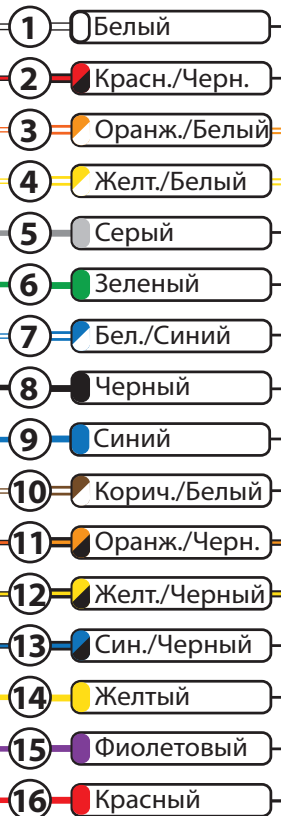 1 Белый
2 Красн./Черн.
3 Оранж./Белый
4 Желт./Белый
5 Серый
6 Зеленый
7 Бел./Синий
8 Черный
9 Синий
10 Корич./Белый
11 Оранж./Черн.
12 Желт./Черный
13 Син./Черный
14 Желтый
15 Фиолетовый
16 Красный